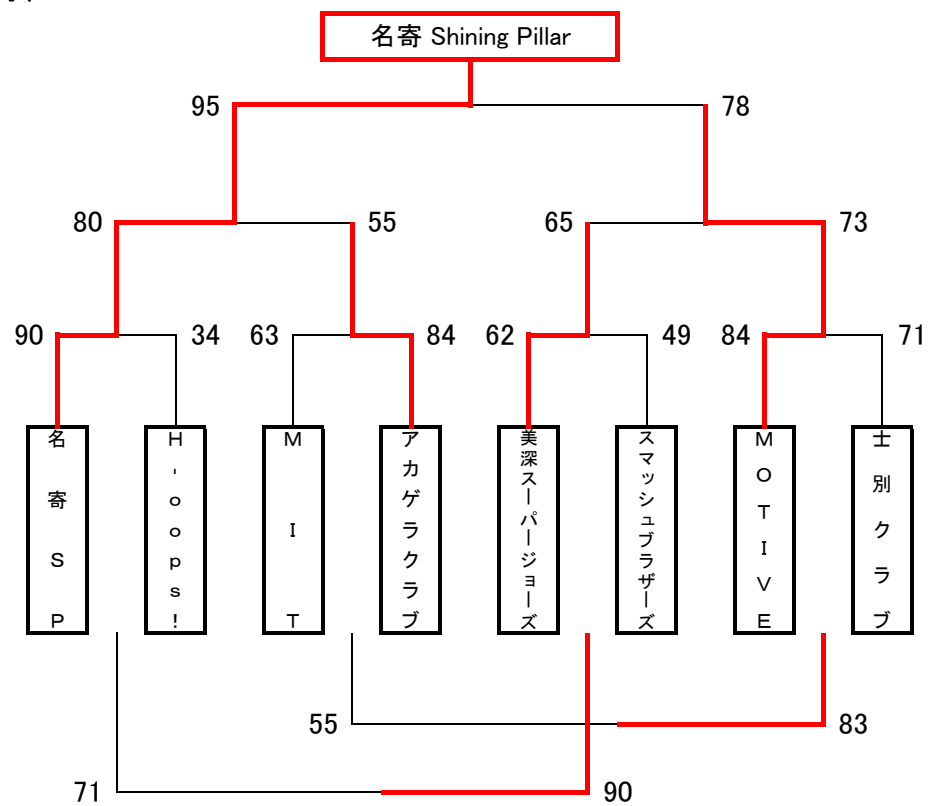 名寄 Shining Pillar
95 78
80 55 65 73
90 34 63 84 62 49 84 71
名寄SP
H'oops!
MIT
アカゲラクラブ
美深スーパージョーズ
スマッシュブラザーズ
MOTIVE
士別クラブ
55 83
71 90